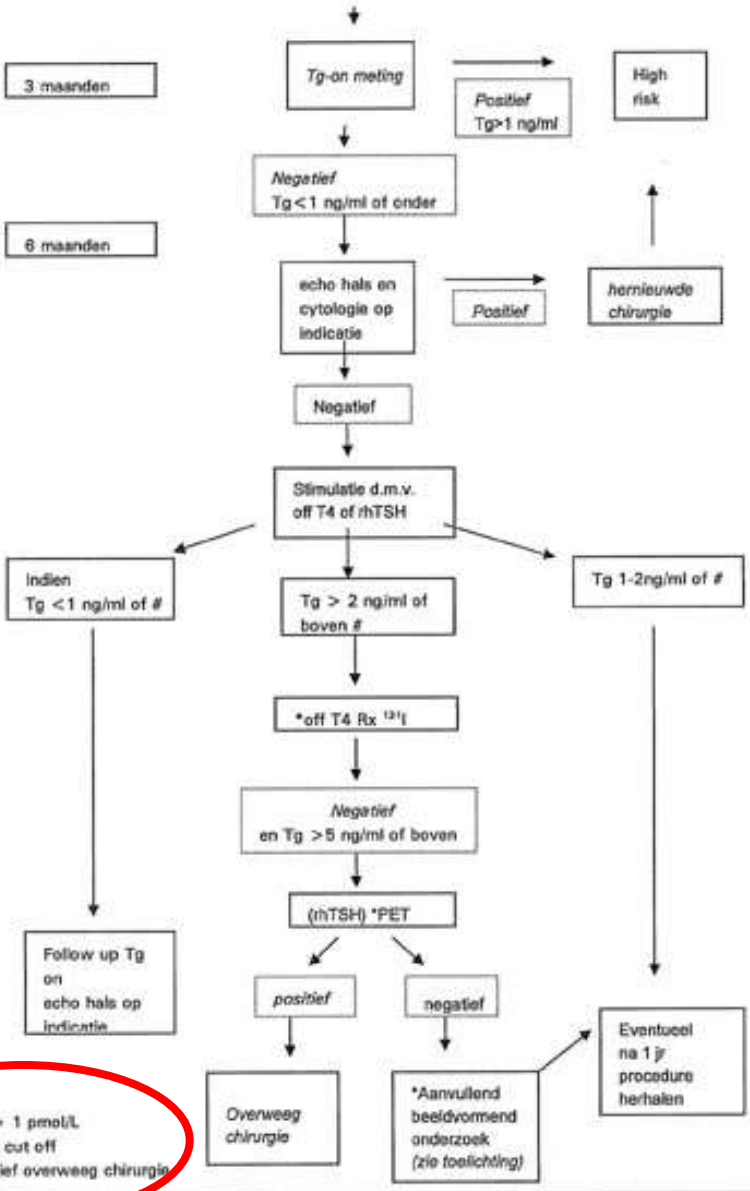 3 maanden
Tg-on meting
Positief
Tg>1 ng/ml
High
risk
Negatief
Tg<1 ng/ml of onder
6 maanden
echo hals en
cytologie op
indicatie
Positief
hernieuwde
chirurgie
Negatief
Stimulatie d.m.v.
off T4 of rhTSH
Indien
Tg <1 ng/ml of #
Tg > 2 ng/ml of
boven #
Tg 1-2ng/ml of #
*off T4 Rx ¹³¹I
Negatief
en Tg >5 ng/ml of boven
(rhTSH) *PET
Follow up Tg
on
echo hals op
indicatie
positief
negatief
Eventueel
na 1 jr
procedure
herhalen
Overweeg
chirurgie
*Aanvullend
beeldvormend
onderzoek
(zie toelichting)
1 pmol/L
cut off
ief overweeg chirurgie